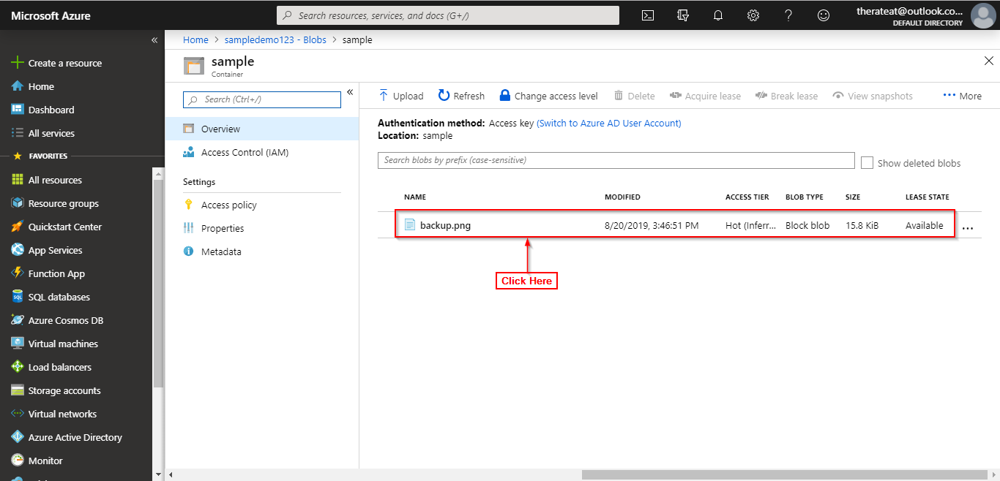 Microsoft Azure
Search resources, services, and docs (G+/)
therateat@outlook.co...
DEFAULT DIRECTORY
Create a resource
Home
Dashboard
All services
FAVORITES
All resources
Resource groups
Quickstart Center
App Services
Function App
SQL databases
Azure Cosmos DB
Virtual machines
Load balancers
Storage accounts
Virtual networks
Azure Active Directory
Monitor
Home > sampledemo123 - Blobs > sample
sample
Container
Search (Ctrl+/)
Overview
Access Control (IAM)
Settings
Access policy
Properties
Metadata
Upload Refresh Change access level Delete Acquire lease Break lease View snapshots More
Authentication method: Access key (Switch to Azure AD User Account)
Location: sample
Search blobs by prefix (case-sensitive) Show deleted blobs
NAME MODIFIED ACCESS TIER BLOB TYPE SIZE LEASE STATE
backup.png 8/20/2019, 3:46:51 PM Hot (Inferr... Block blob 15.8 KiB Available ...
Click Here